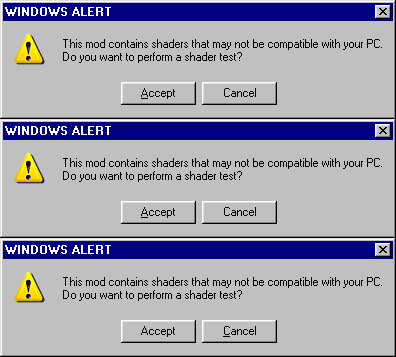 WINDOWS ALERT
This mod contains shaders that may not be compatible with your PC.
Do you want to perform a shader test?
Accept Cancel
WINDOWS ALERT
This mod contains shaders that may not be compatible with your PC.
Do you want to perform a shader test?
Accept Cancel
WINDOWS ALERT
This mod contains shaders that may not be compatible with your PC.
Do you want to perform a shader test?
Accept Cancel